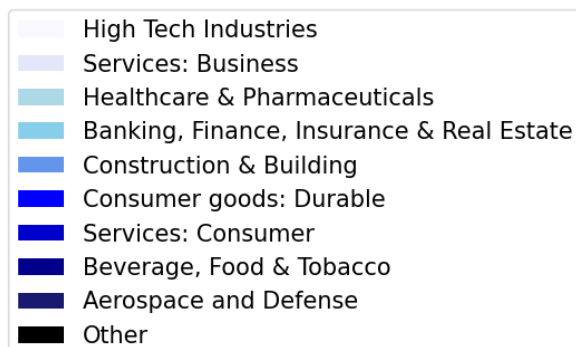 High Tech Industries
Services: Business
Healthcare & Pharmaceuticals
Banking, Finance, Insurance & Real Estate
Construction & Building
Consumer goods: Durable
Services: Consumer
Beverage, Food & Tobacco
Aerospace and Defense
Other